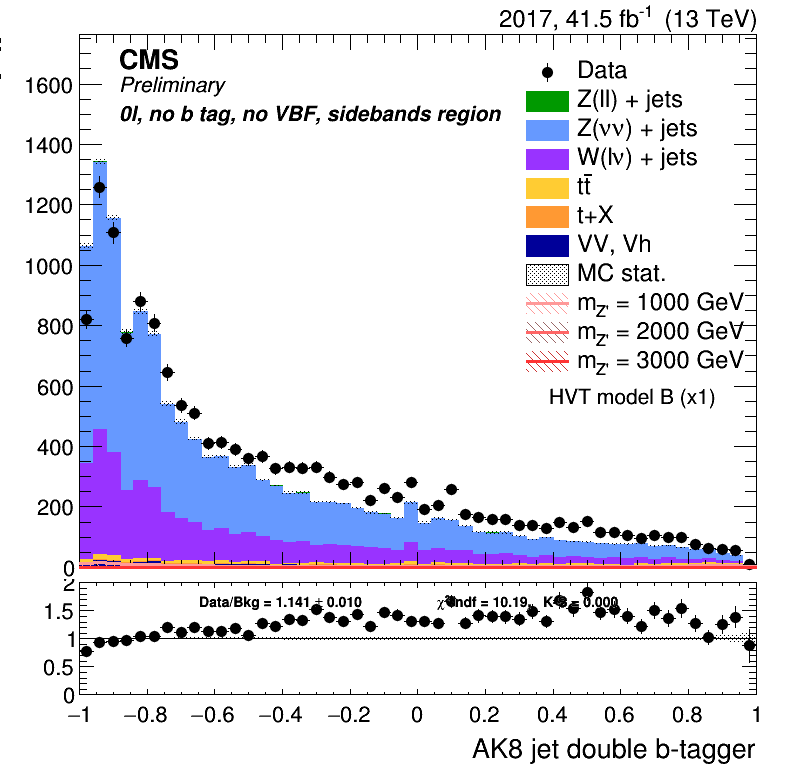 2017, 41.5 fb⁻¹ (13 TeV)
CMS
Preliminary
0l, no b tag, no VBF, sidebands region
Data
Z(ll) + jets
Z(νν) + jets
W(lν) + jets
tt̄
t+X
VV, Vh
MC stat.
m_Z' = 1000 GeV
m_Z' = 2000 GeV
m_Z' = 3000 GeV
HVT model B (x1)
1600
1400
1200
1000
800
600
400
200
0
Data/Bkg = 1.141 ± 0.010
= 10.19,
= 0.000
2
1.5
1
0.5
0
−1 −0.8 −0.6 −0.4 −0.2 0 0.2 0.4 0.6 0.8 1
AK8 jet double b-tagger